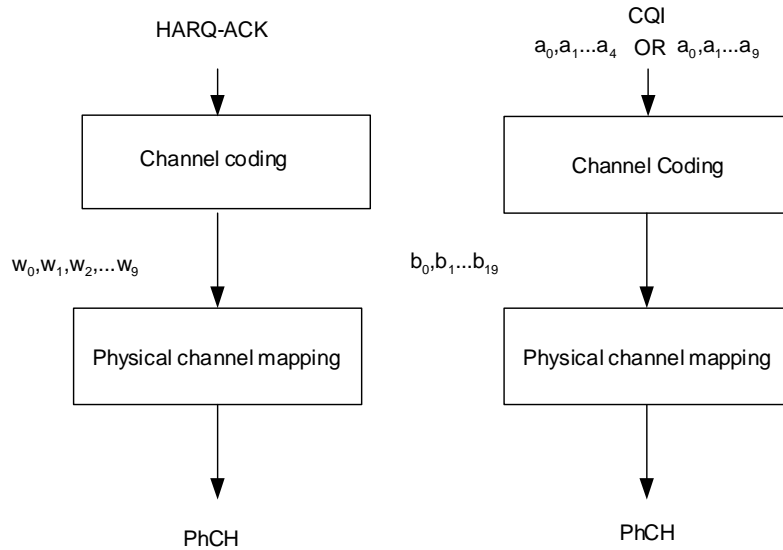 HARQ-ACK
Channel coding
w₀,w₁,w₂,...w₉
Physical channel mapping
PhCH
CQI
a₀,a₁...a₄ OR a₀,a₁...a₉
Channel Coding
b₀,b₁...b₁₉
Physical channel mapping
PhCH